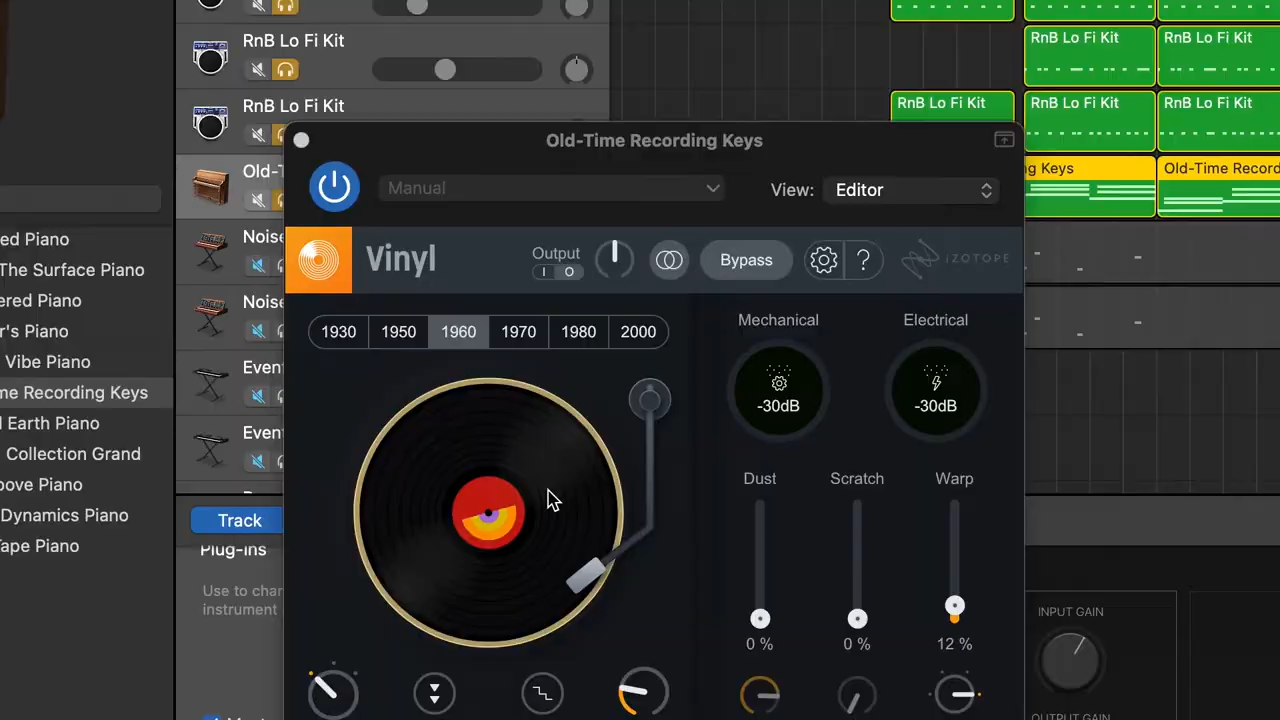 RnB Lo Fi Kit
RnB Lo Fi Kit
RnB Lo Fi Kit
RnB Lo Fi Kit
RnB Lo Fi Kit
RnB Lo Fi Kit
RnB Lo Fi Kit
Old-Time Recording Keys
Old-T
g Keys
Old-Time Record
Manual
View:
Editor
ed Piano
Noise
Vinyl
Output
I O
Bypass
?
iZOTOPE
The Surface Piano
ered Piano
Noise
Mechanical
Electrical
r's Piano
1930
1950
1960
1970
1980
2000
Vibe Piano
Even
me Recording Keys
-30dB
-30dB
Earth Piano
Even
Collection Grand
oove Piano
Dust
Scratch
Warp
Dynamics Piano
Track
ape Piano
Plug-ins
Use to char
instrument
INPUT GAIN
0 %
0 %
12 %
OUTPUT GAIN